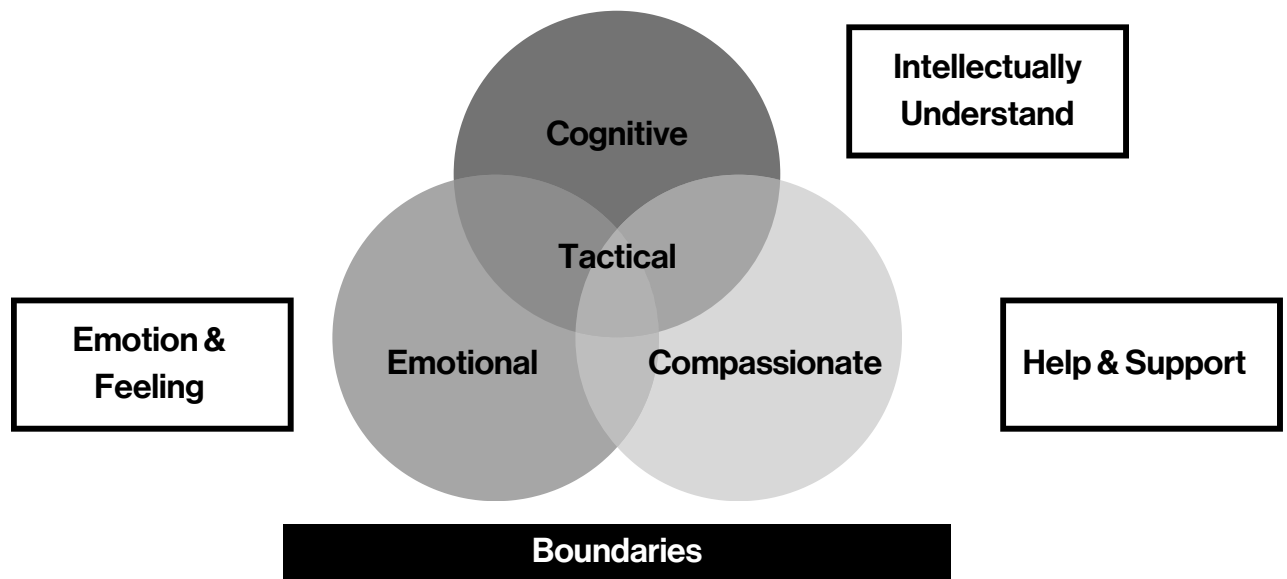 Intellectually
Understand
Cognitive
Tactical
Emotion &
Feeling
Emotional
Compassionate
Help & Support
Boundaries